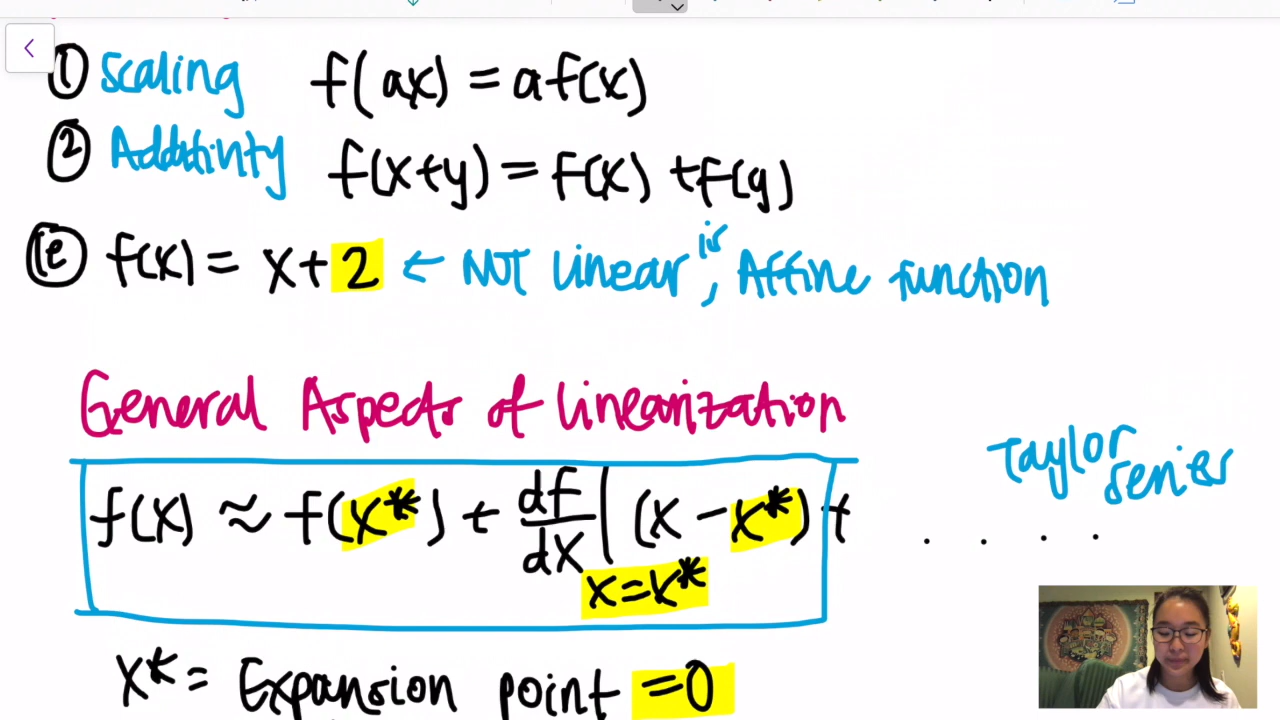 ① Scaling f(ax) = af(x)
② Additivity f(x+y) = f(x) + f(y)
ie f(x) = x + 2 ← NOT linear, is Affine function
General Aspects of linearization
Taylor series
f(x) ≈ f(x*) + df/dx | x=x* (x - x*) + . . . .
x* = Expansion point = 0